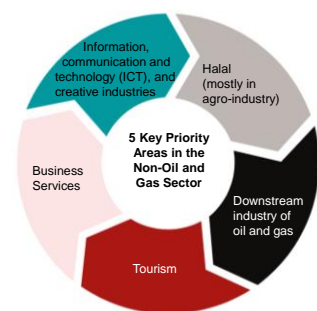 Information,
communication and
technology (ICT), and
creative industries
Halal
(mostly in
agro-industry)
5 Key Priority
Areas in the
Non-Oil and
Gas Sector
Business
Services
Downstream
industry of
oil and gas
Tourism